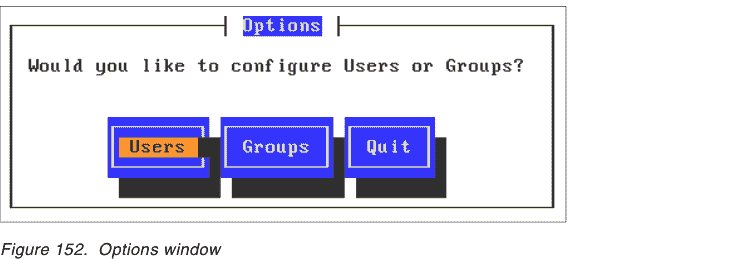 Options
Would you like to configure Users or Groups?
Users Groups Quit
Figure 152. Options window